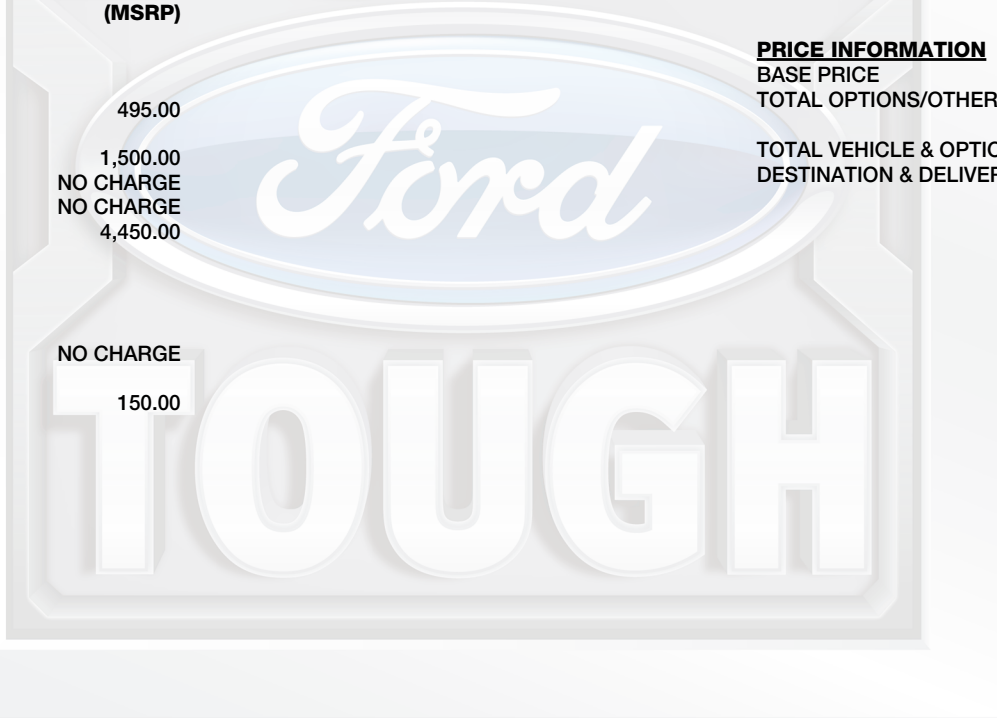 (MSRP)
495.00
1,500.00
NO CHARGE
NO CHARGE
4,450.00
NO CHARGE
150.00
PRICE INFORMATION
BASE PRICE
TOTAL OPTIONS/OTHER
TOTAL VEHICLE & OPTIO
DESTINATION & DELIVER
Ford
TOUGH